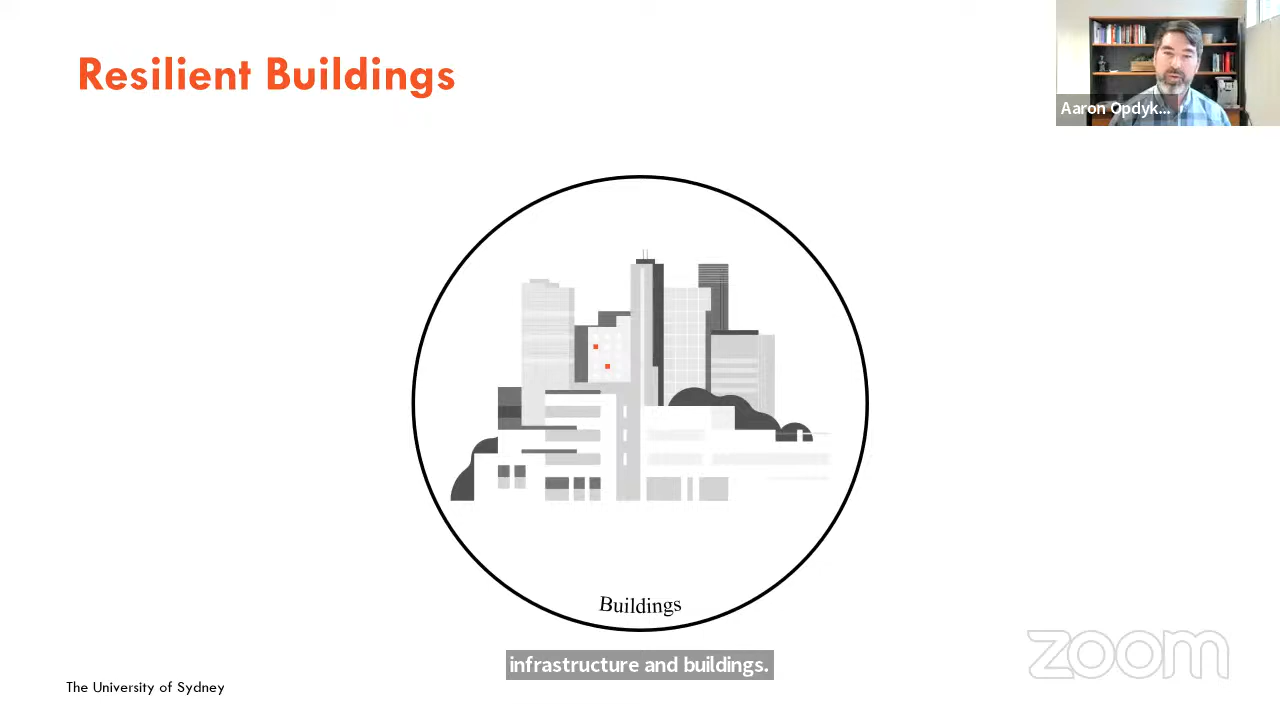 Resilient Buildings
Aaron Opdyk...
Buildings
infrastructure and buildings.
zoom
The University of Sydney